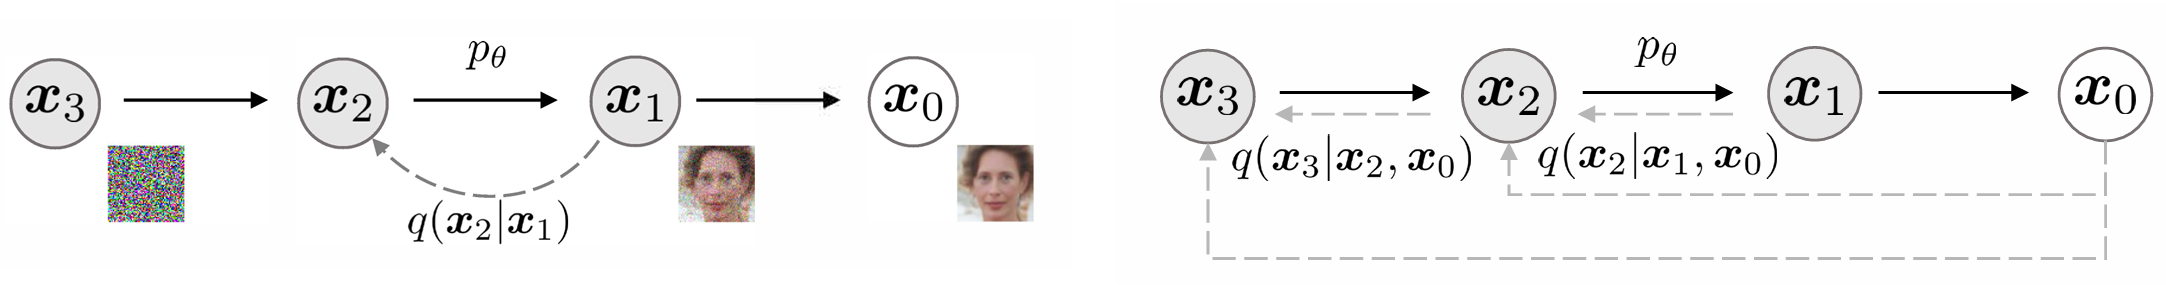 x₃ x₂ pθ x₁ x₀
q(x₂|x₁)
x₃ x₂ pθ x₁ x₀
q(x₃|x₂, x₀) q(x₂|x₁, x₀)